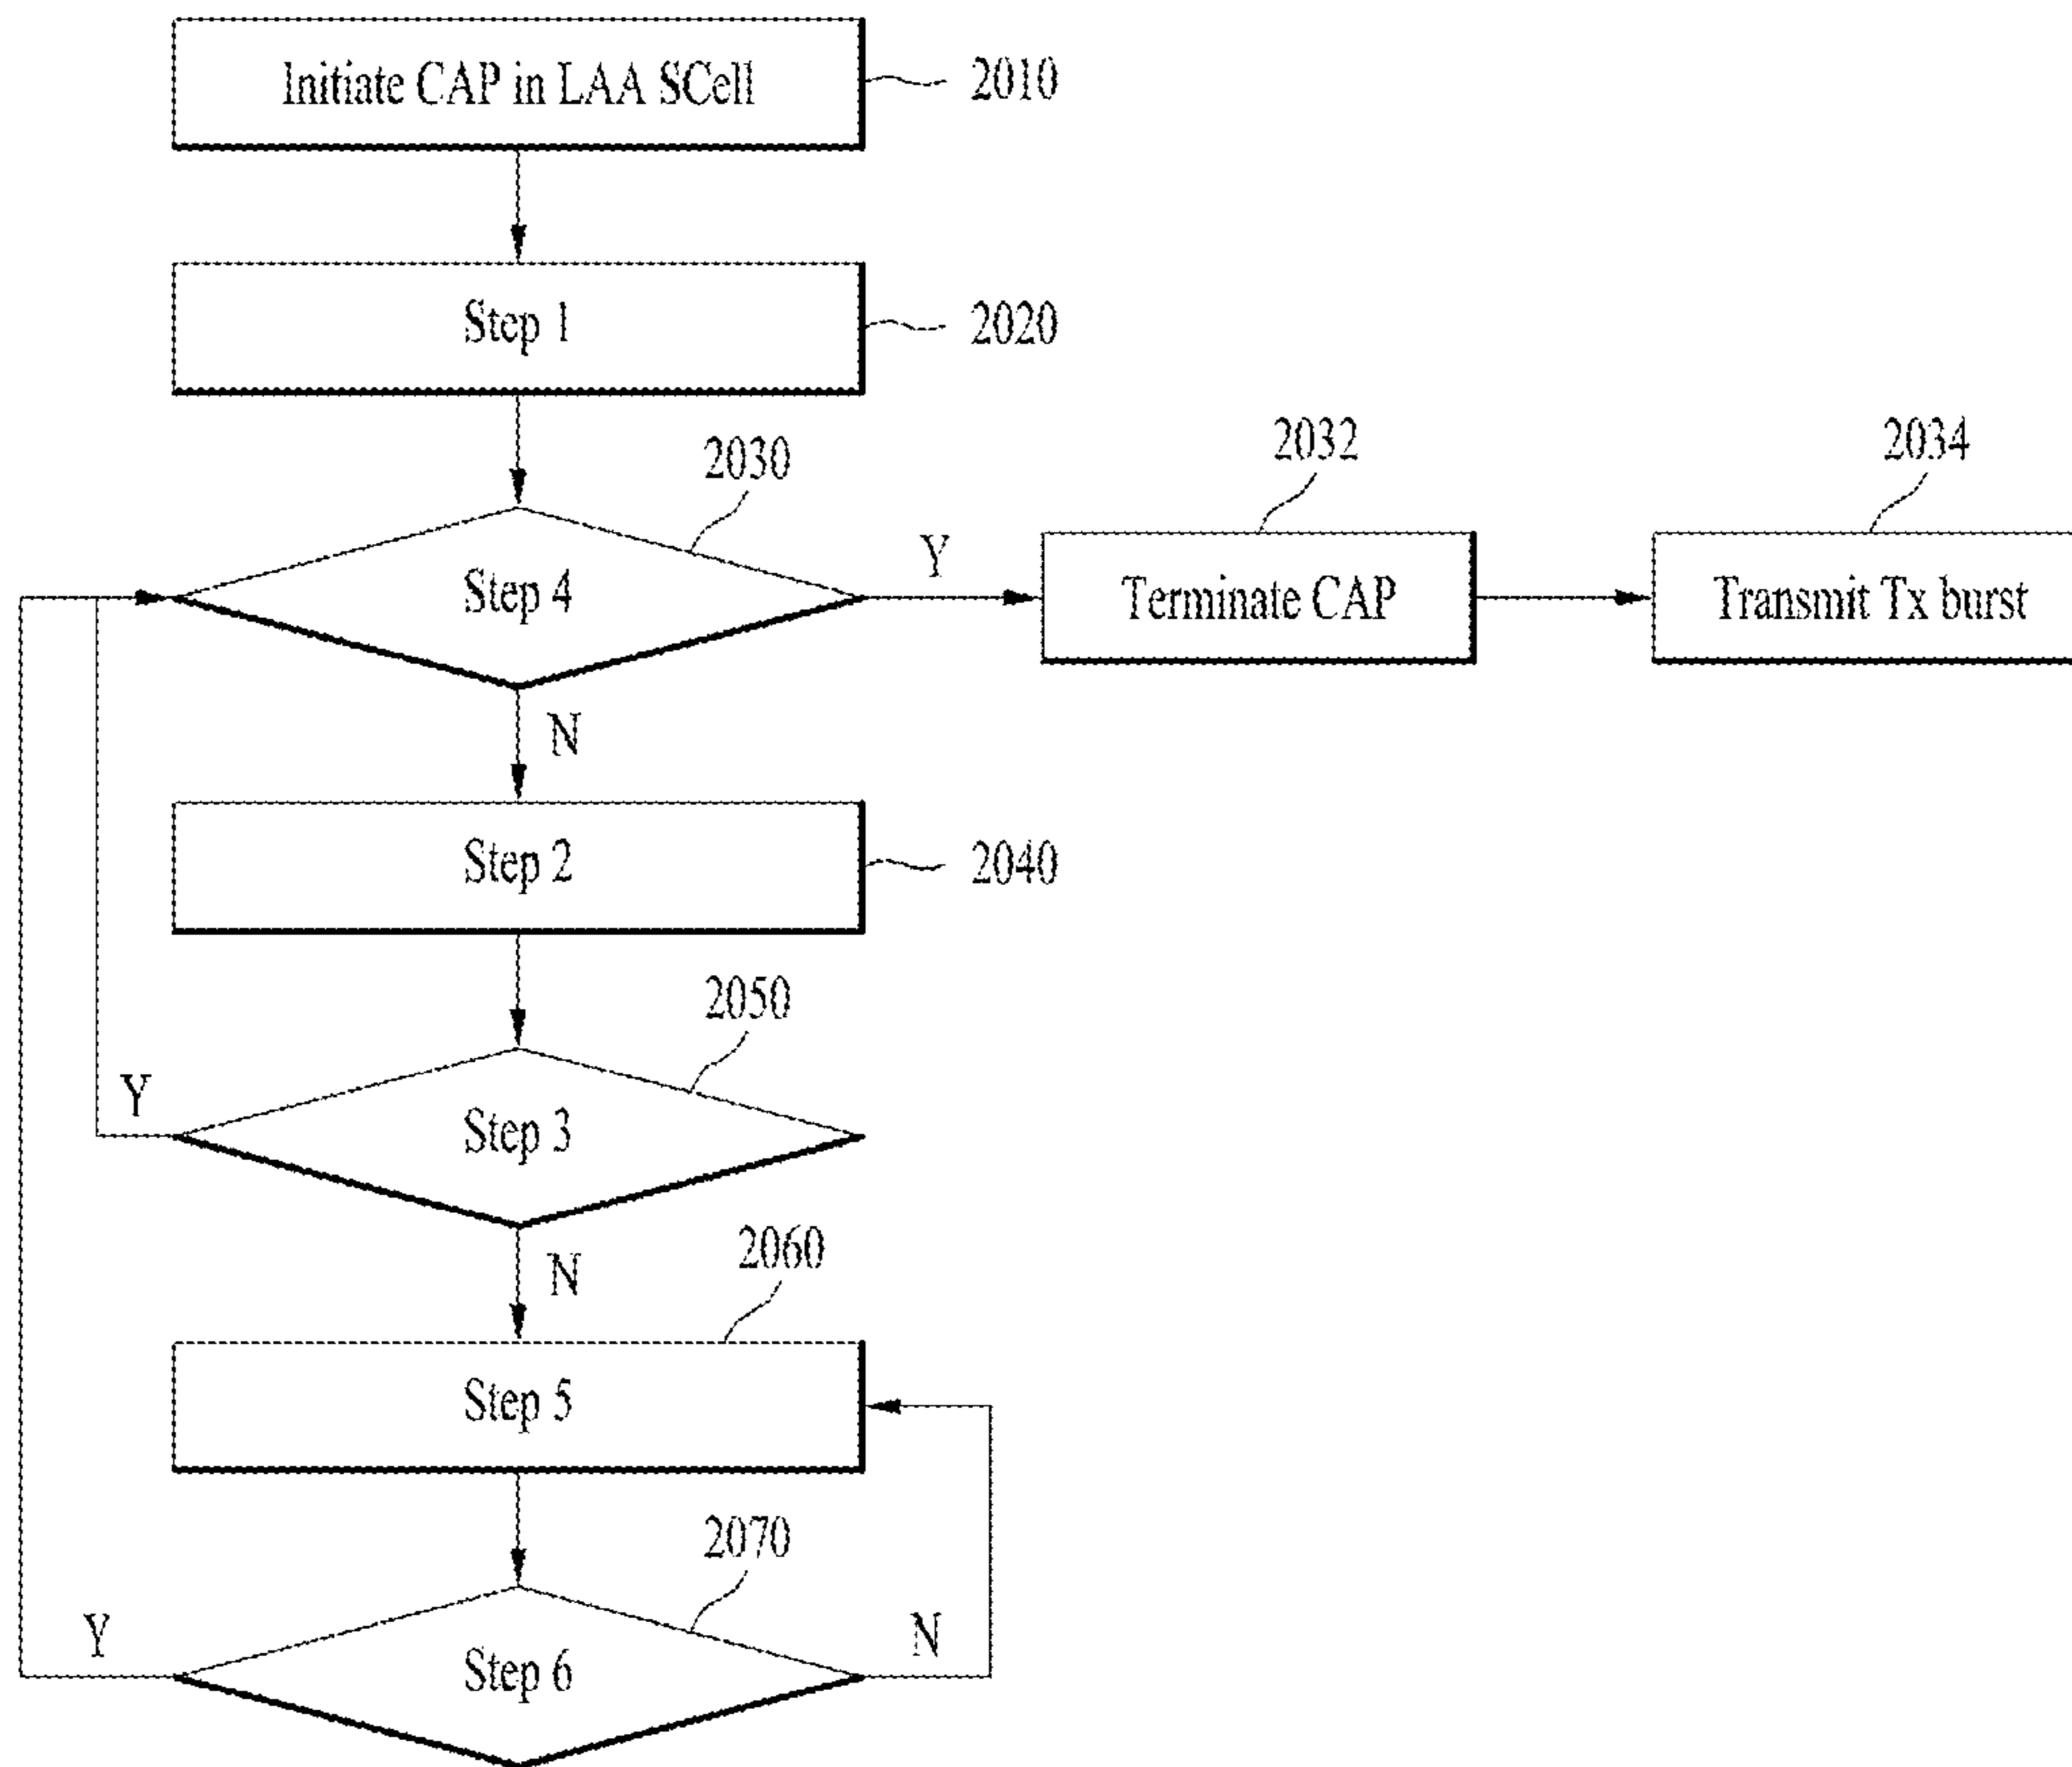 Initiate CAP in LAA SCell
2010
Step 1
2020
2030
2032
2034
Step 4
Y
Terminate CAP
Transmit Tx burst
N
Step 2
2040
2050
Y
Step 3
N
2060
Step 5
2070
Y
N
Step 6